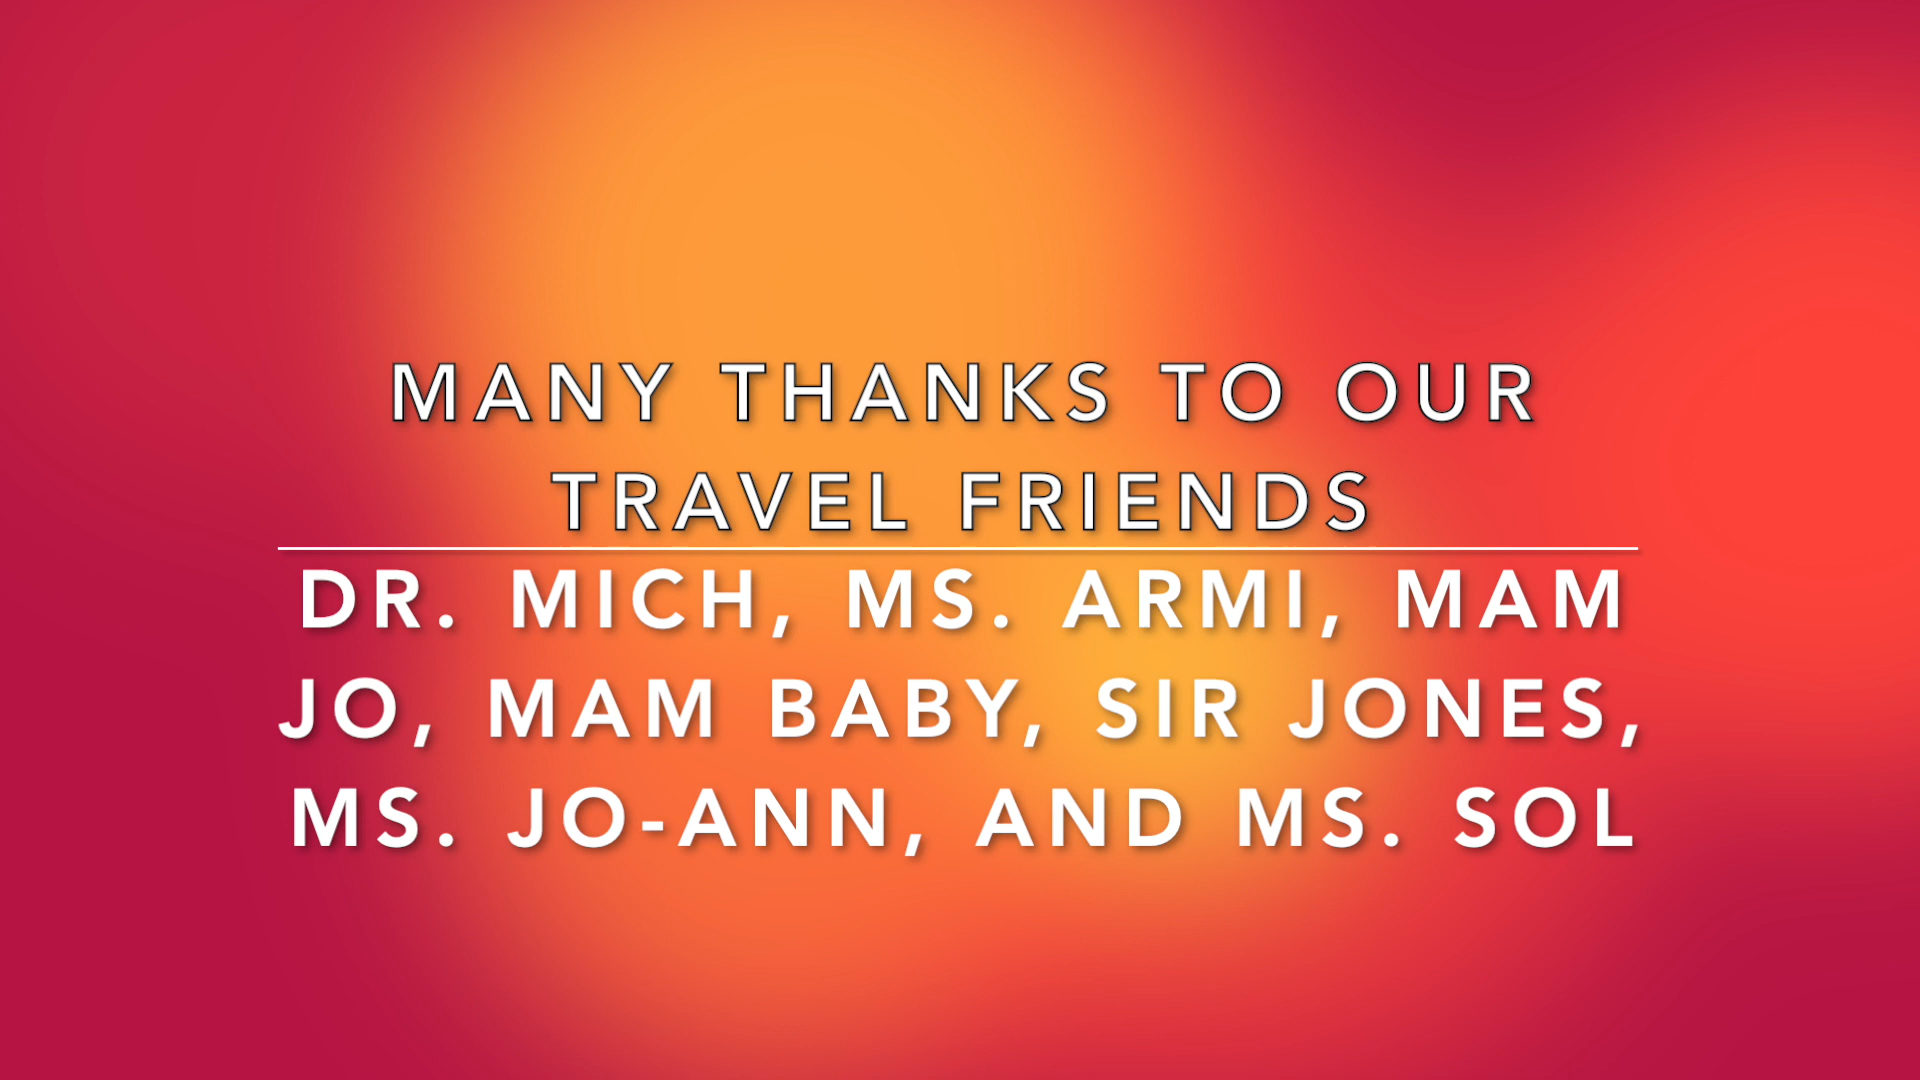 MANY THANKS TO OUR
TRAVEL FRIENDS
DR. MICH, MS. ARMI, MAM
JO, MAM BABY, SIR JONES,
MS. JO-ANN, AND MS. SOL